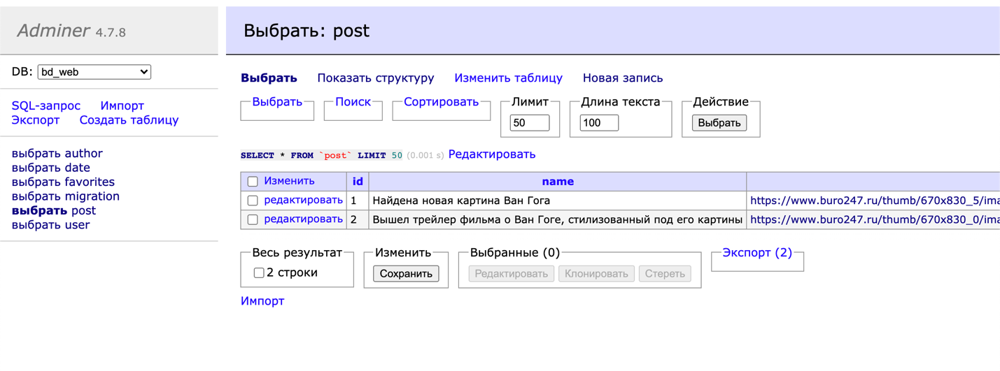 Adminer 4.7.8
DB: bd_web
SQL-запрос Импорт
Экспорт Создать таблицу
выбрать author
выбрать date
выбрать favorites
выбрать migration
выбрать post
выбрать user
Выбрать: post
Выбрать Показать структуру Изменить таблицу Новая запись
Выбрать Поиск Сортировать Лимит Длина текста Действие
50 100 Выбрать
SELECT * FROM `post` LIMIT 50 (0.001 s) Редактировать
Изменить id name
редактировать 1 Найдена новая картина Ван Гога https://www.buro247.ru/thumb/670x830_5/ima
редактировать 2 Вышел трейлер фильма о Ван Гоге, стилизованный под его картины https://www.buro247.ru/thumb/670x830_0/ima
Весь результат Изменить Выбранные (0) Экспорт (2)
2 строки Сохранить Редактировать Клонировать Стереть
Импорт